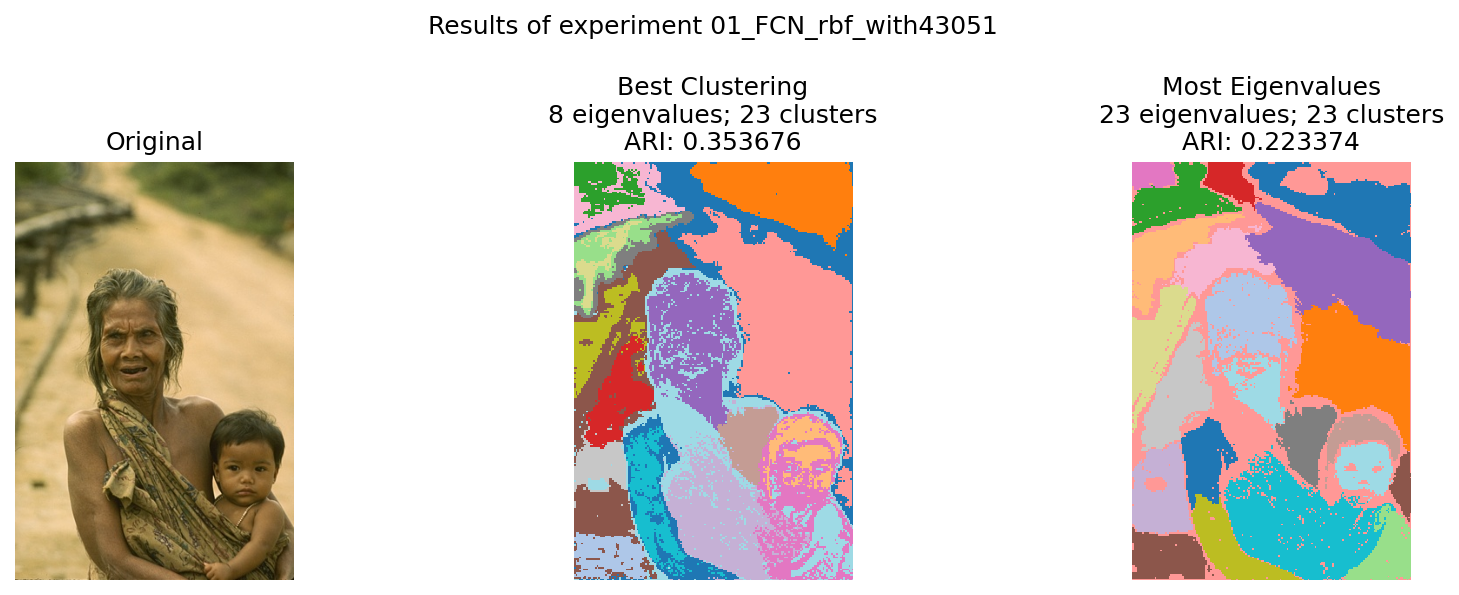 Results of experiment 01_FCN_rbf_with43051
Original
Best Clustering
8 eigenvalues; 23 clusters
ARI: 0.353676
Most Eigenvalues
23 eigenvalues; 23 clusters
ARI: 0.223374